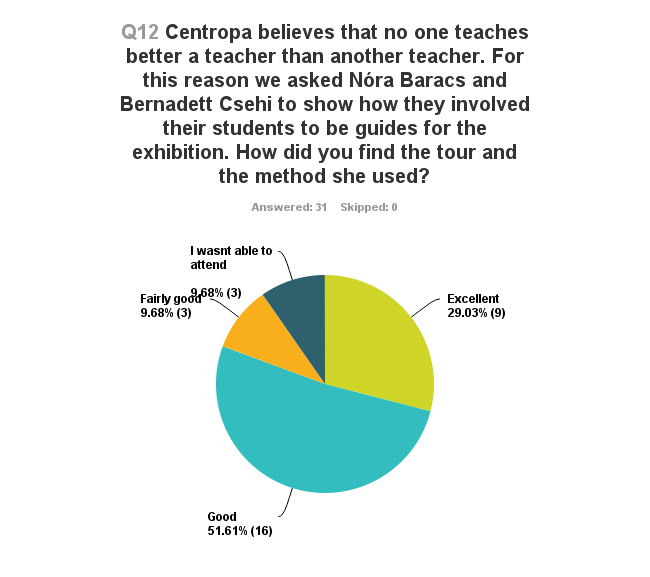 Q12 Centropa believes that no one teaches
better a teacher than another teacher. For
this reason we asked Nóra Baracs and
Bernadett Csehi to show how they involved
their students to be guides for the
exhibition. How did you find the tour and
the method she used?
Answered: 31 Skipped: 0
I wasnt able to
attend
9.68% (3)
Fairly good
9.68% (3)
Excellent
29.03% (9)
Good
51.61% (16)